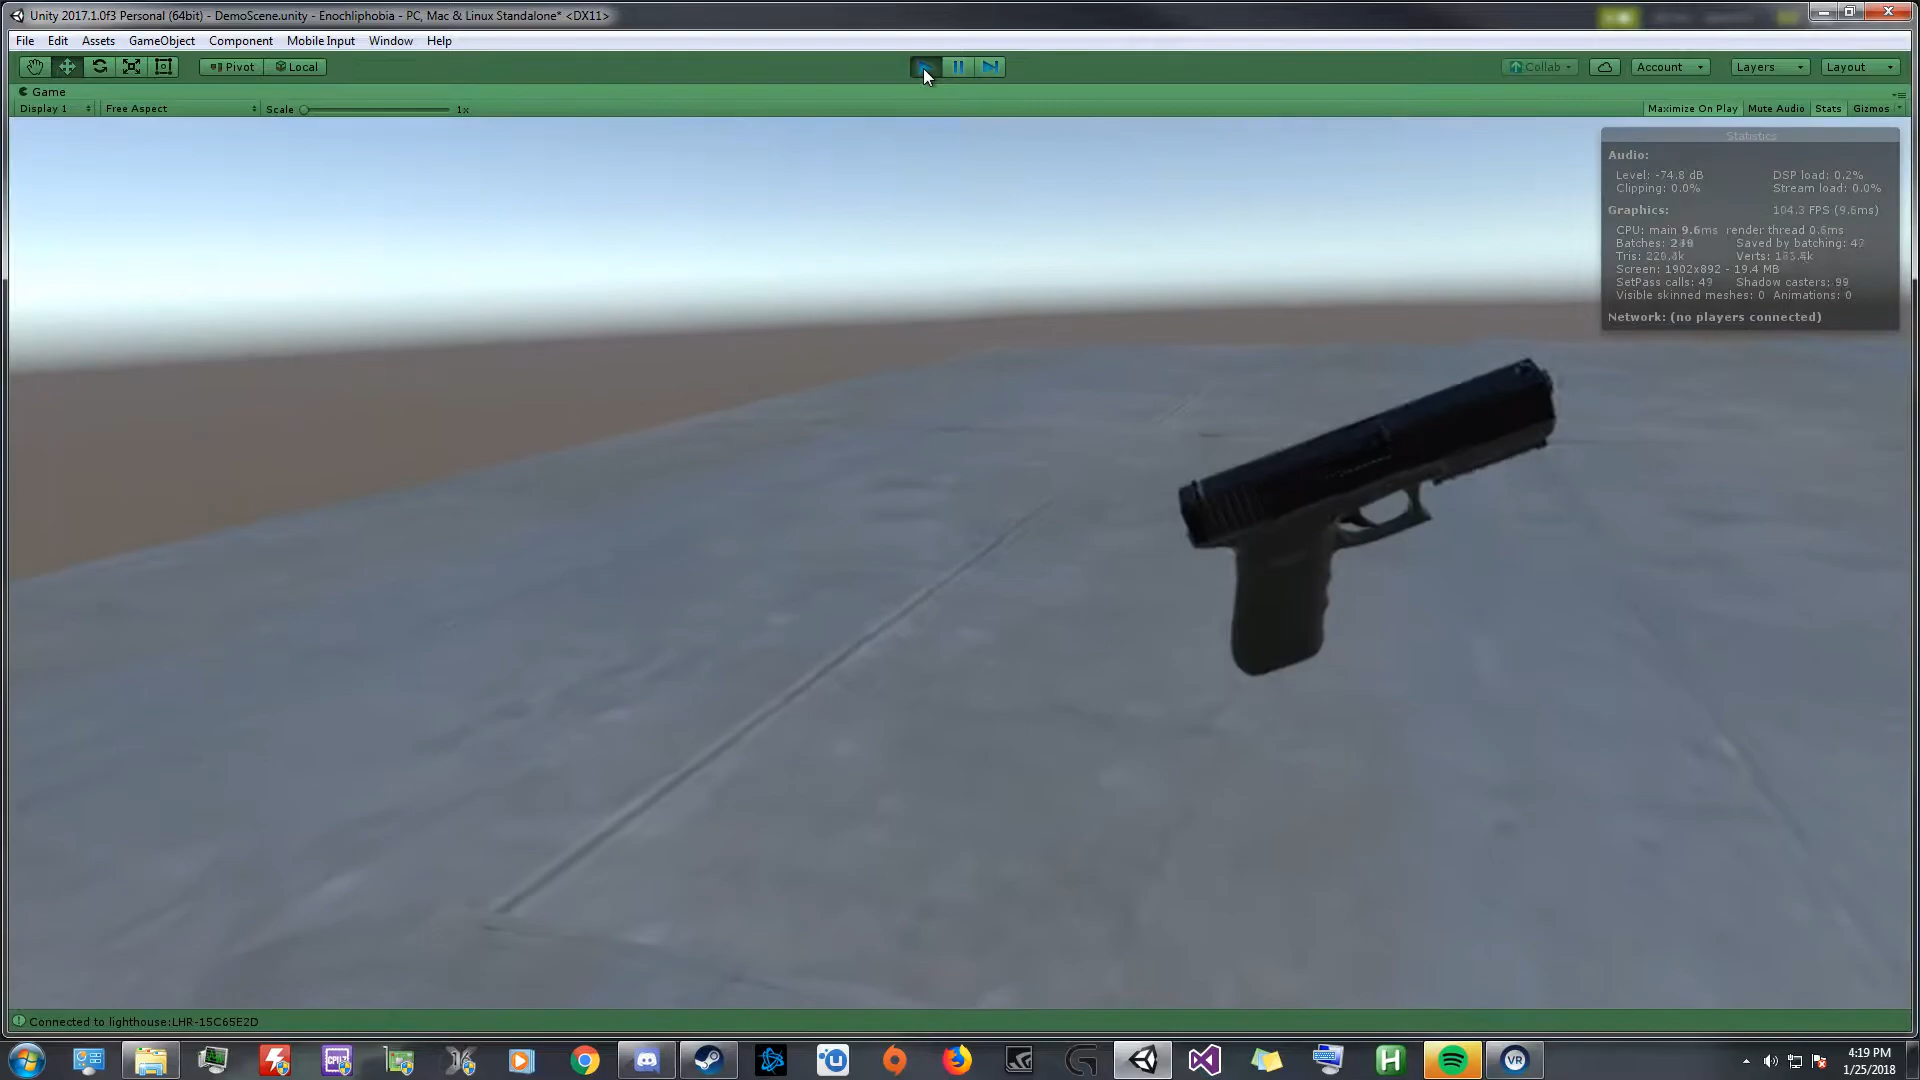 Unity 2017.1.0f3 Personal (64bit) - DemoScene.unity - Enochliphobia - PC, Mac & Linux Standalone* <DX11>
File Edit Assets GameObject Component Mobile Input Window Help
Pivot Local Collab Account Layers Layout
Game
Display 1 Free Aspect Scale 1x Maximize On Play Mute Audio Stats Gizmos
Statistics
Audio:
Level: -74.8 dB DSP load: 0.2%
Clipping: 0.0% Stream load: 0.0%
Graphics: 104.3 FPS (9.6ms)
CPU: main 9.6ms render thread 0.6ms
Batches: Saved by batching:
Tris: Verts:
Screen: 1902x892 - 19.4 MB
SetPass calls: 49 Shadow casters: 99
Visible skinned meshes: 0 Animations: 0
Network: (no players connected)
Connected to lighthouse:LHR-15C65E2D
CPU-Z
VR
4:19 PM
1/25/2018